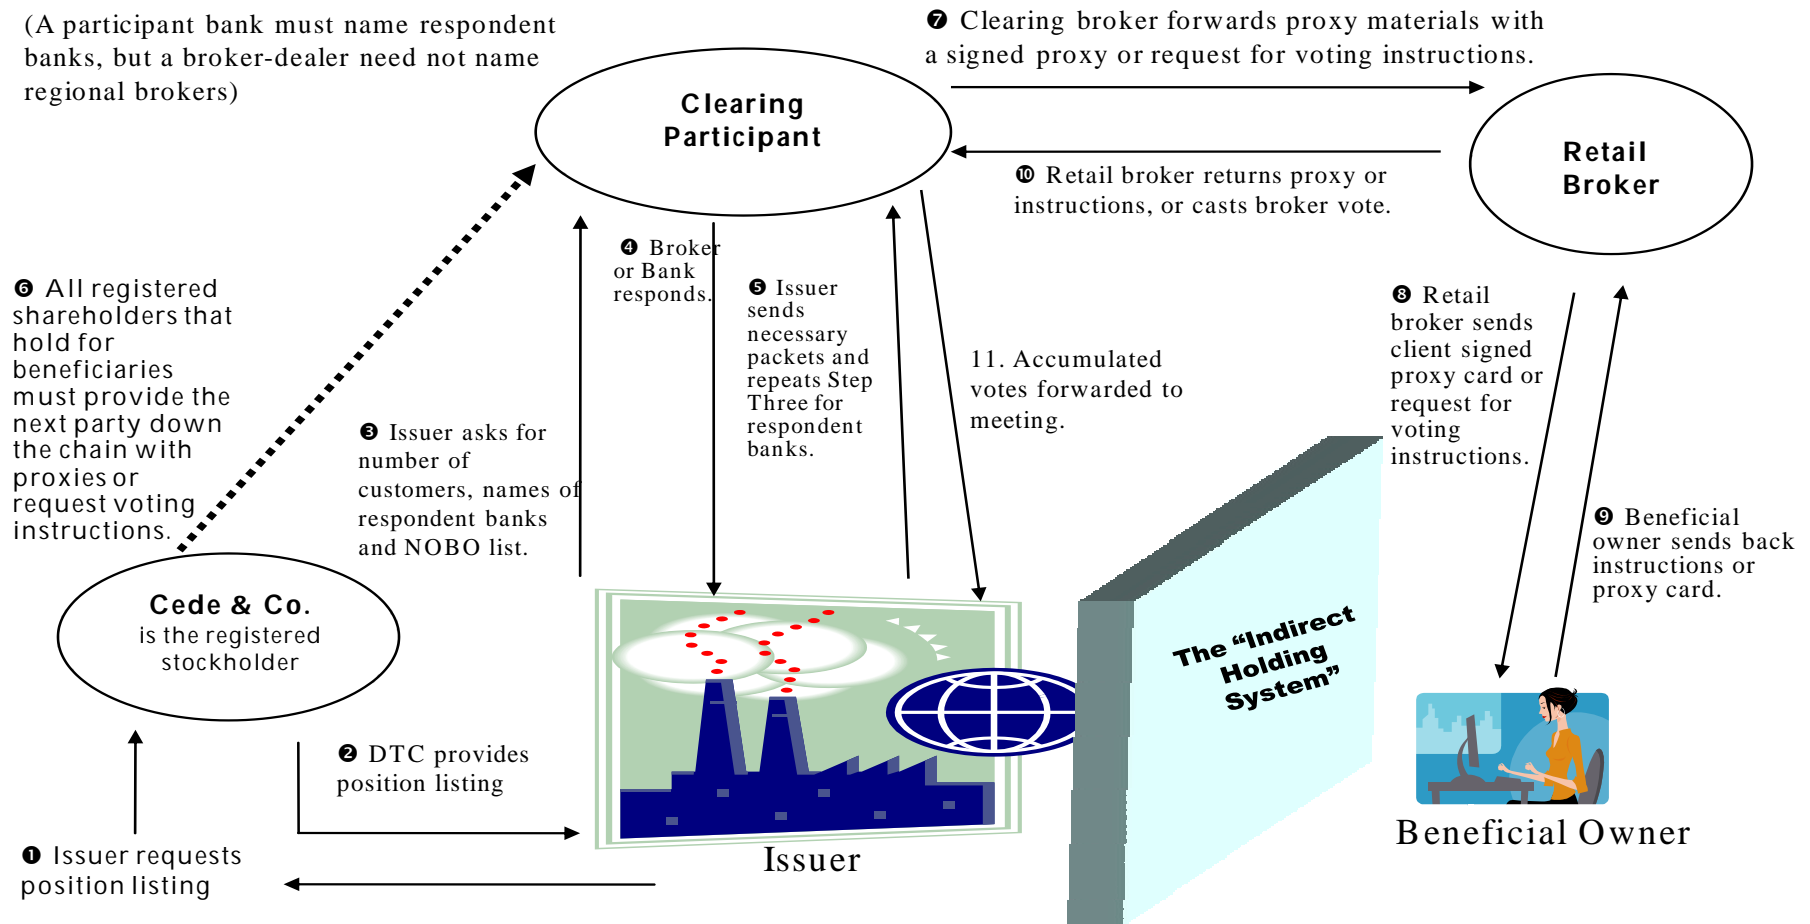 (A participant bank must name respondent
banks, but a broker-dealer need not name
regional brokers)
❼ Clearing broker forwards proxy materials with
a signed proxy or request for voting instructions.
Clearing
Participant
Retail
Broker
❿ Retail broker returns proxy or
instructions, or casts broker vote.
❹ Broker
or Bank
responds.
❺ Issuer
sends
necessary
packets and
repeats Step
Three for
respondent
banks.
❻ All registered
shareholders that
hold for
beneficiaries
must provide the
next party down
the chain with
proxies or
request voting
instructions.
❸ Issuer asks for
number of
customers, names of
respondent banks
and NOBO list.
11. Accumulated
votes forwarded to
meeting.
❽ Retail
broker sends
client signed
proxy card or
request for
voting
instructions.
❾ Beneficial
owner sends back
instructions or
proxy card.
Cede & Co.
is the registered
stockholder
The “Indirect
Holding
System”
❷ DTC provides
position listing
❶ Issuer requests
position listing
Issuer
Beneficial Owner